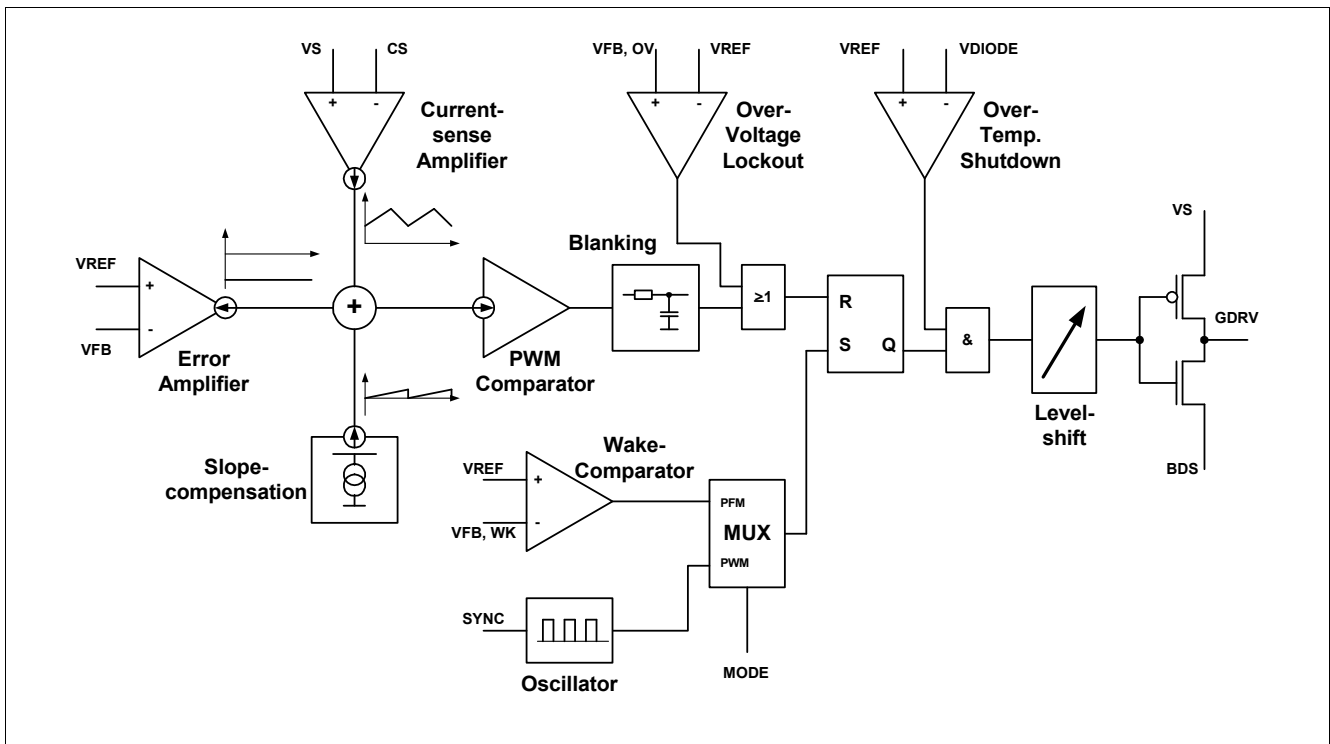 VS
CS
+
-
Current-
sense
Amplifier
VFB, OV
VREF
+
-
Over-
Voltage
Lockout
VREF
VDIODE
+
-
Over-
Temp.
Shutdown
VREF
VFB
+
-
Error
Amplifier
+
PWM
Comparator
Blanking
≥1
R
S
Q
&
Level-
shift
VS
GDRV
BDS
Slope-
compensation
Wake-
Comparator
VREF
VFB, WK
+
-
PFM
MUX
PWM
MODE
SYNC
Oscillator